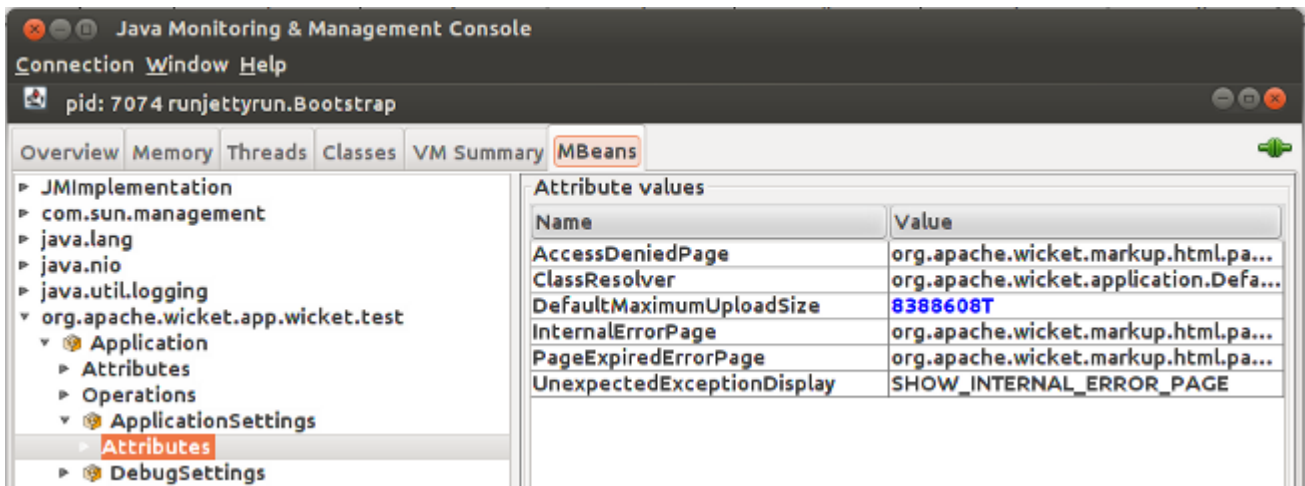 Java Monitoring & Management Console
Connection Window Help
pid: 7074 runjettyrun.Bootstrap
Overview Memory Threads Classes VM Summary MBeans
JMImplementation
com.sun.management
java.lang
java.nio
java.util.logging
org.apache.wicket.app.wicket.test
Application
Attributes
Operations
ApplicationSettings
Attributes
DebugSettings
Attribute values
Name Value
AccessDeniedPage org.apache.wicket.markup.html.pa...
ClassResolver org.apache.wicket.application.Defa...
DefaultMaximumUploadSize 8388608T
InternalErrorPage org.apache.wicket.markup.html.pa...
PageExpiredErrorPage org.apache.wicket.markup.html.pa...
UnexpectedExceptionDisplay SHOW_INTERNAL_ERROR_PAGE